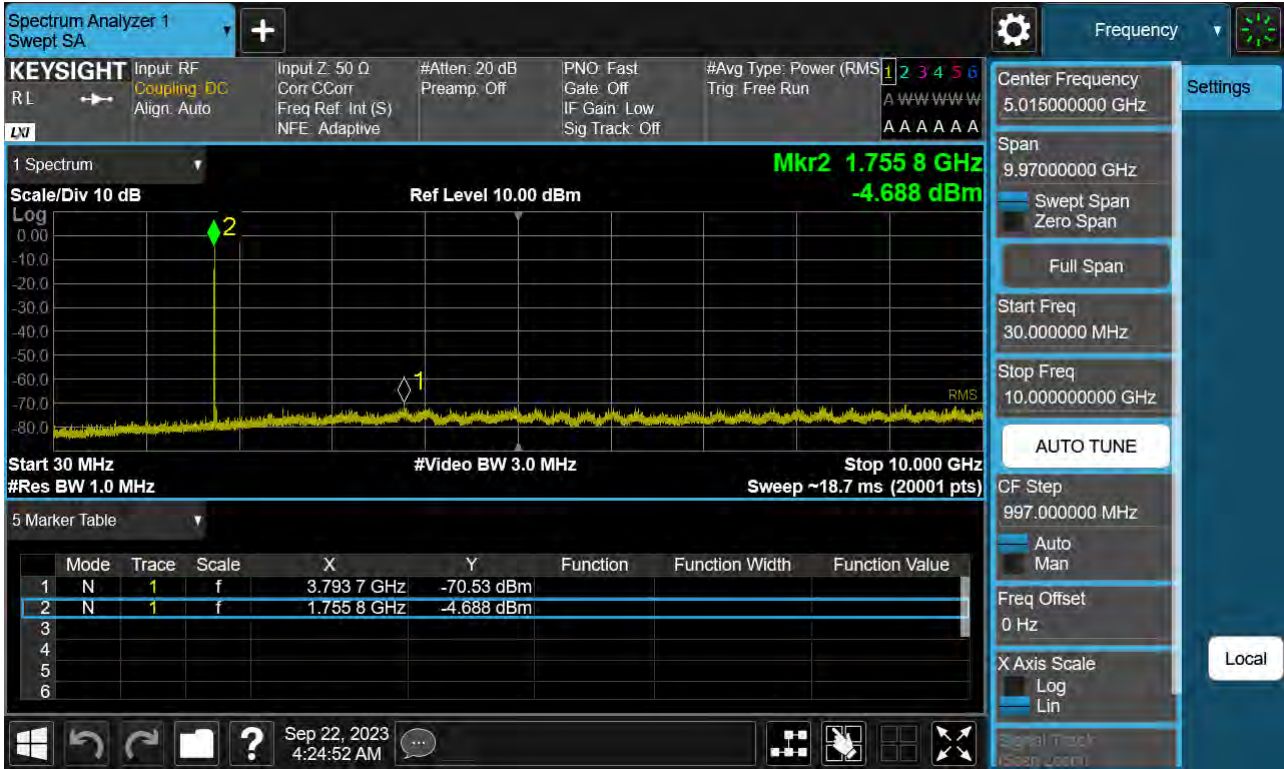 Spectrum Analyzer 1
Swept SA
Frequency
KEYSIGHT
R L
LXI
Input: RF
Coupling: DC
Align: Auto
Input Z: 50 Ω
Corr CCorr
Freq Ref: Int (S)
NFE: Adaptive
#Atten: 20 dB
Preamp: Off
PNO: Fast
Gate: Off
IF Gain: Low
Sig Track: Off
#Avg Type: Power (RMS
Trig: Free Run
1 2 3 4 5 6
A W W W W W
A A A A A A
1 Spectrum
Mkr2 1.755 8 GHz
Scale/Div 10 dB
Ref Level 10.00 dBm
-4.688 dBm
Log
0.00
-10.0
-20.0
-30.0
-40.0
-50.0
-60.0
-70.0
-80.0
2
1
RMS
Start 30 MHz
#Video BW 3.0 MHz
Stop 10.000 GHz
#Res BW 1.0 MHz
Sweep ~18.7 ms (20001 pts)
5 Marker Table
Mode Trace Scale X Y Function Function Width Function Value
1 N 1 f 3.793 7 GHz -70.53 dBm
2 N 1 f 1.755 8 GHz -4.688 dBm
3
4
5
6
Sep 22, 2023
4:24:52 AM
Center Frequency
5.015000000 GHz
Settings
Span
9.97000000 GHz
Swept Span
Zero Span
Full Span
Start Freq
30.000000 MHz
Stop Freq
10.000000000 GHz
AUTO TUNE
CF Step
997.000000 MHz
Auto
Man
Freq Offset
0 Hz
X Axis Scale
Log
Lin
Local
Signal Track
(Span Zoom)